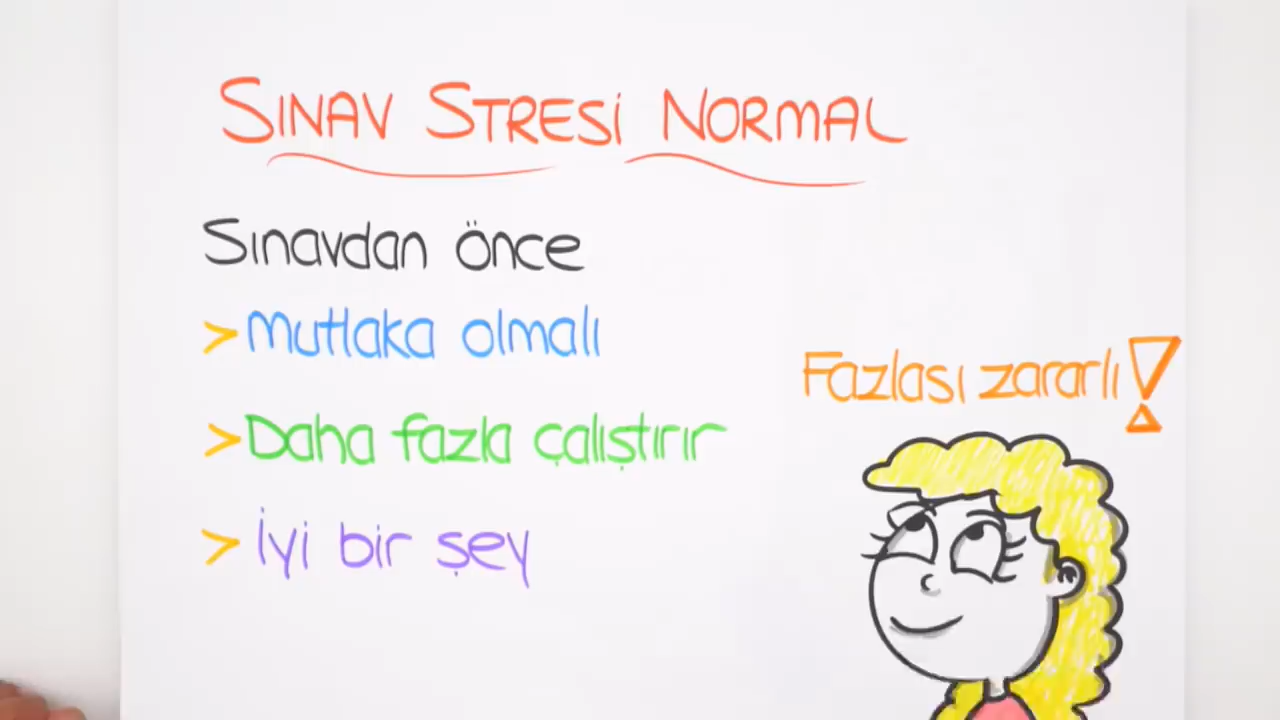 SINAV STRESİ NORMAL
Sınavdan önce
> Mutlaka olmalı
> Daha fazla çalıştırır
> İyi bir şey
Fazlası zararlı!